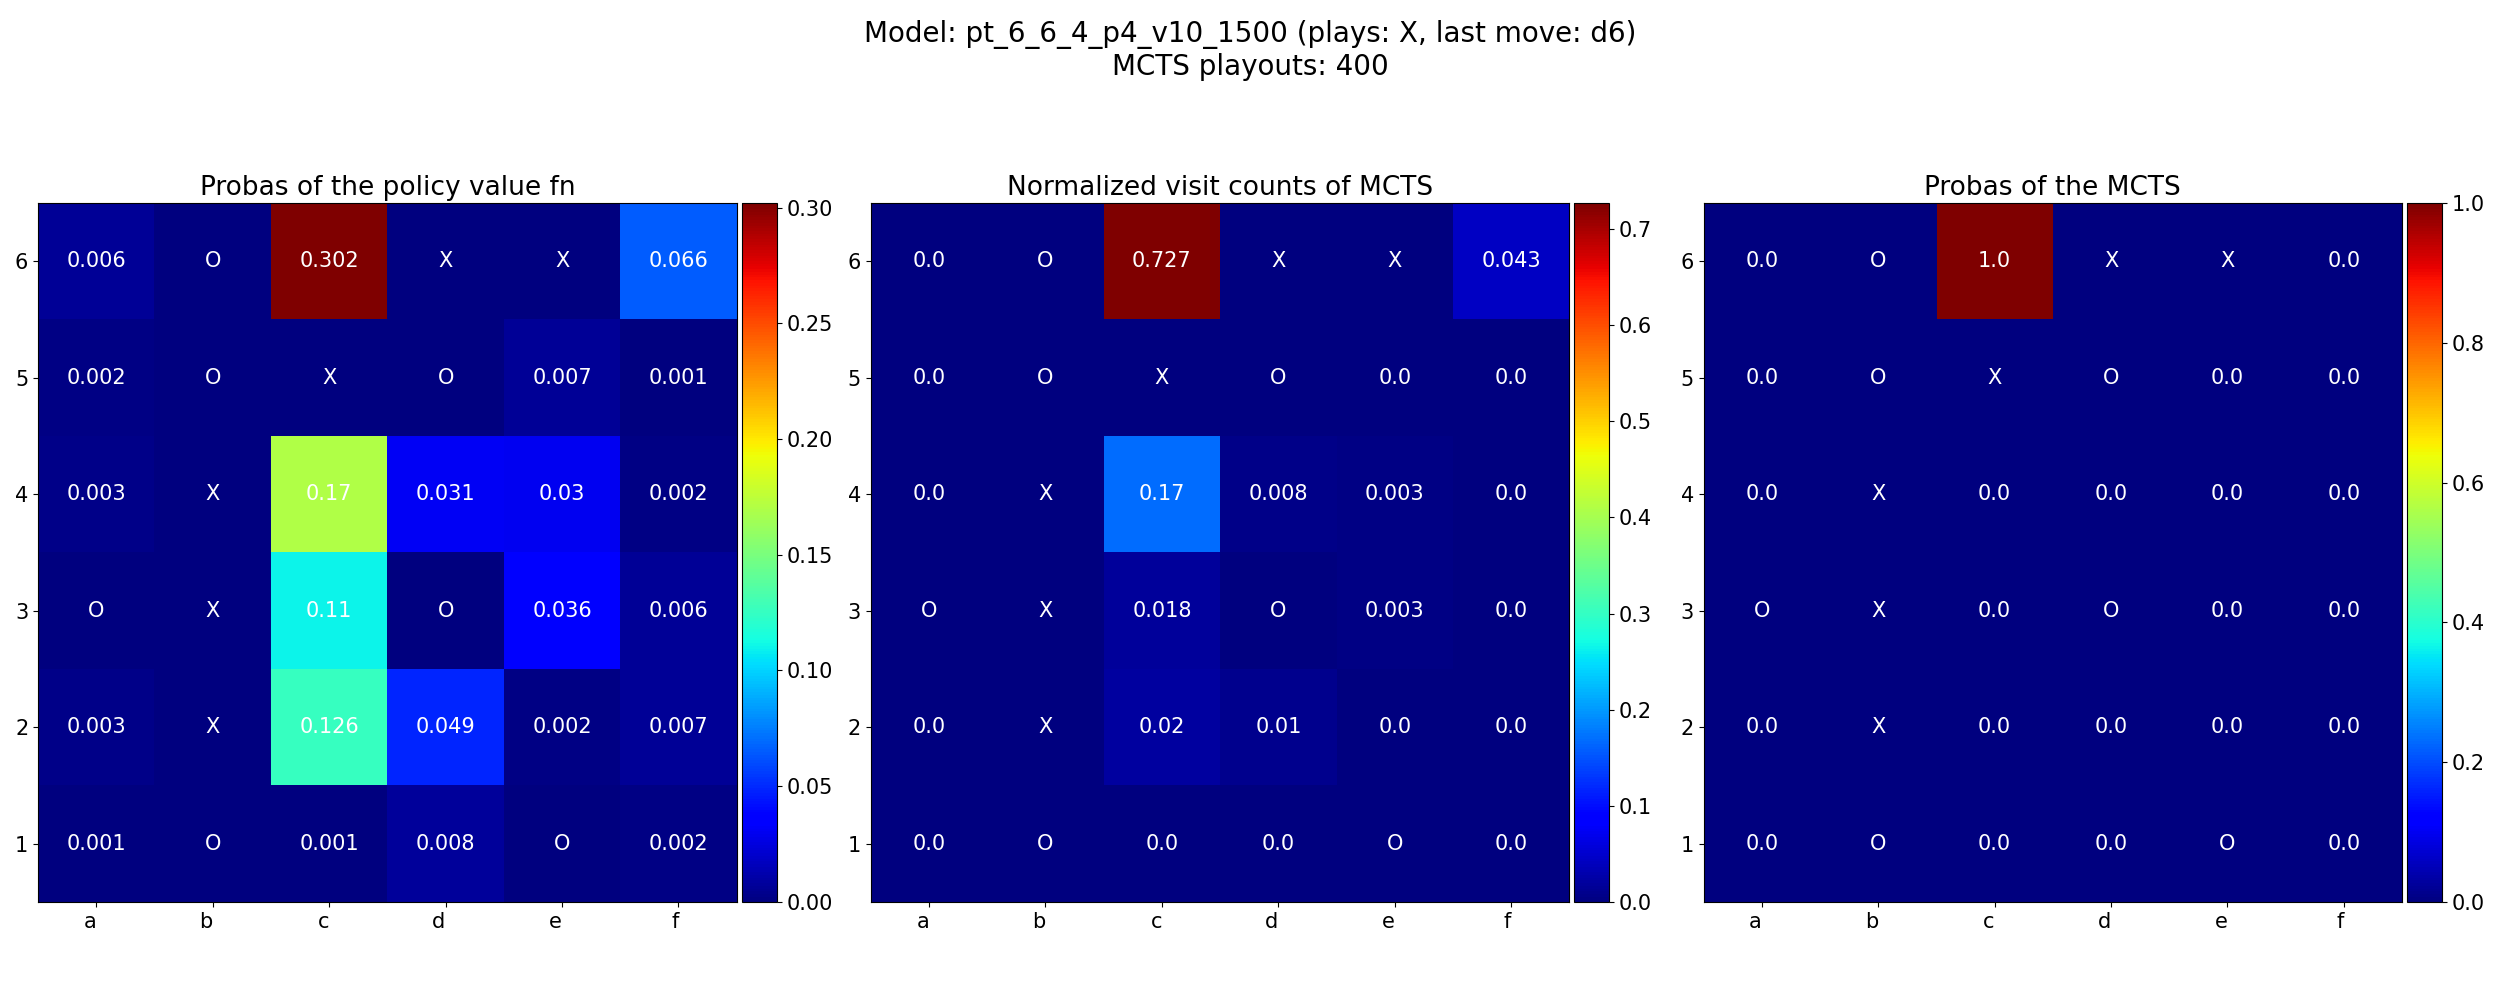 Model: pt_6_6_4_p4_v10_1500 (plays: X, last move: d6)
MCTS playouts: 400
Probas of the policy value fn
6 0.006 O 0.302 X X 0.066
5 0.002 O X O 0.007 0.001
4 0.003 X 0.17 0.031 0.03 0.002
3 O X 0.11 O 0.036 0.006
2 0.003 X 0.126 0.049 0.002 0.007
1 0.001 O 0.001 0.008 O 0.002
a b c d e f
0.30
0.25
0.20
0.15
0.10
0.05
0.00
Normalized visit counts of MCTS
6 0.0 O 0.727 X X 0.043
5 0.0 O X O 0.0 0.0
4 0.0 X 0.17 0.008 0.003 0.0
3 O X 0.018 O 0.003 0.0
2 0.0 X 0.02 0.01 0.0 0.0
1 0.0 O 0.0 0.0 O 0.0
a b c d e f
0.7
0.6
0.5
0.4
0.3
0.2
0.1
0.0
Probas of the MCTS
6 0.0 O 1.0 X X 0.0
5 0.0 O X O 0.0 0.0
4 0.0 X 0.0 0.0 0.0 0.0
3 O X 0.0 O 0.0 0.0
2 0.0 X 0.0 0.0 0.0 0.0
1 0.0 O 0.0 0.0 O 0.0
a b c d e f
1.0
0.8
0.6
0.4
0.2
0.0